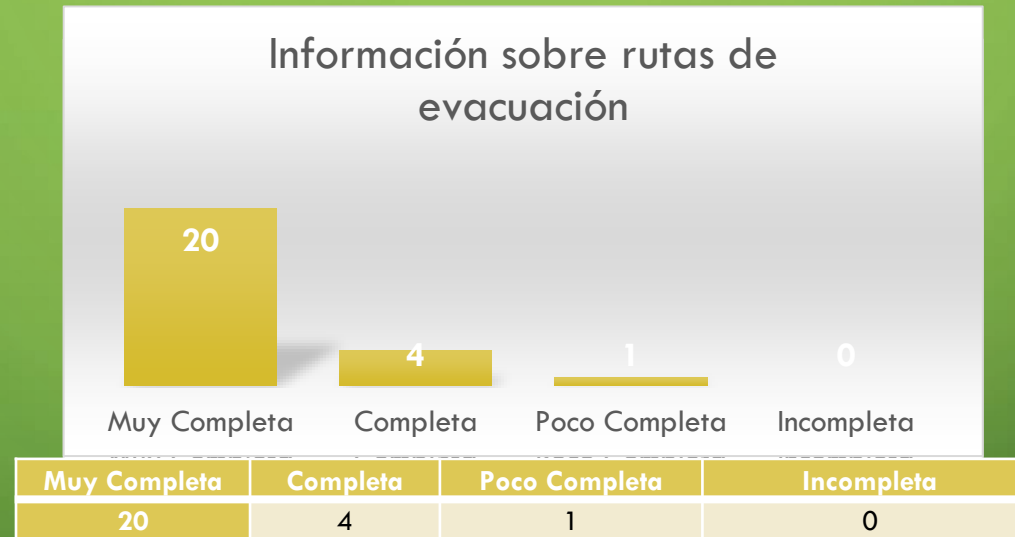 Información sobre rutas de
evacuación
20
4
1
0
Muy Completa
Completa
Poco Completa
Incompleta
Muy Completa Completa Poco Completa Incompleta
20 4 1 0